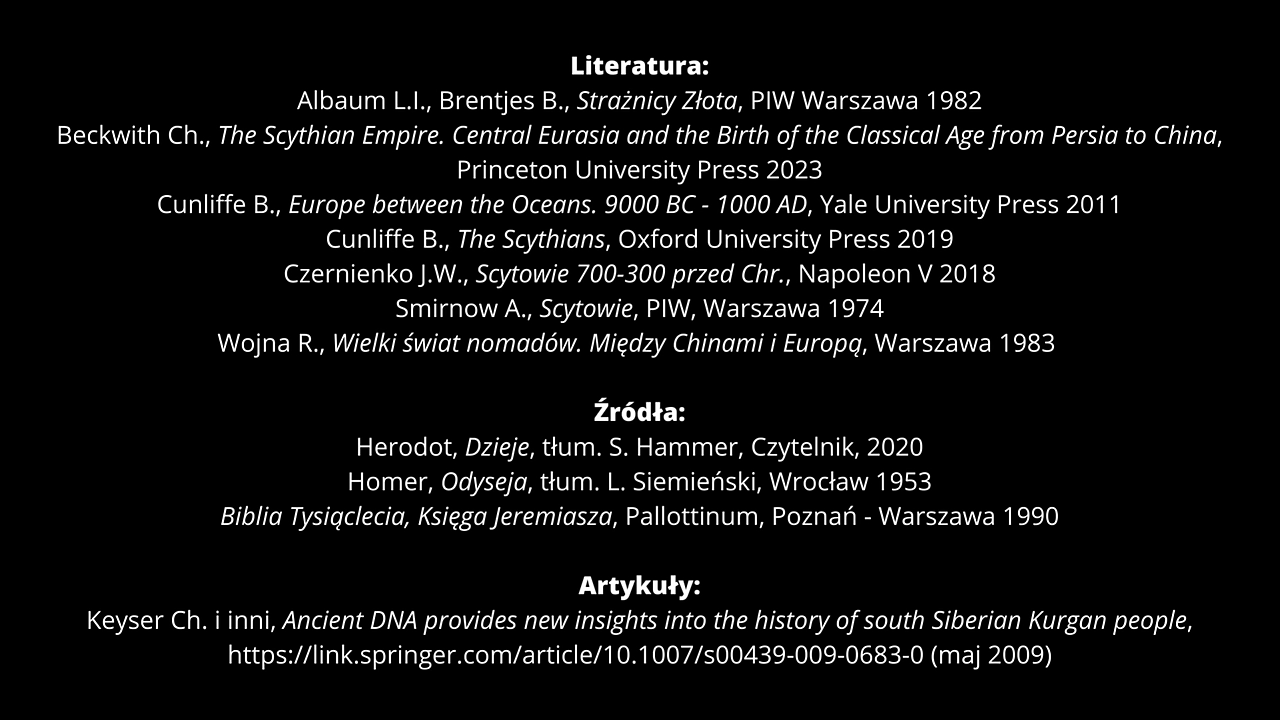 Literatura:
Albaum L.I., Brentjes B., Strażnicy Złota, PIW Warszawa 1982
Beckwith Ch., The Scythian Empire. Central Eurasia and the Birth of the Classical Age from Persia to China,
Princeton University Press 2023
Cunliffe B., Europe between the Oceans. 9000 BC - 1000 AD, Yale University Press 2011
Cunliffe B., The Scythians, Oxford University Press 2019
Czernienko J.W., Scytowie 700-300 przed Chr., Napoleon V 2018
Smirnow A., Scytowie, PIW, Warszawa 1974
Wojna R., Wielki świat nomadów. Między Chinami i Europą, Warszawa 1983
Źródła:
Herodot, Dzieje, tłum. S. Hammer, Czytelnik, 2020
Homer, Odyseja, tłum. L. Siemieński, Wrocław 1953
Biblia Tysiąclecia, Księga Jeremiasza, Pallottinum, Poznań - Warszawa 1990
Artykuły:
Keyser Ch. i inni, Ancient DNA provides new insights into the history of south Siberian Kurgan people,
https://link.springer.com/article/10.1007/s00439-009-0683-0 (maj 2009)